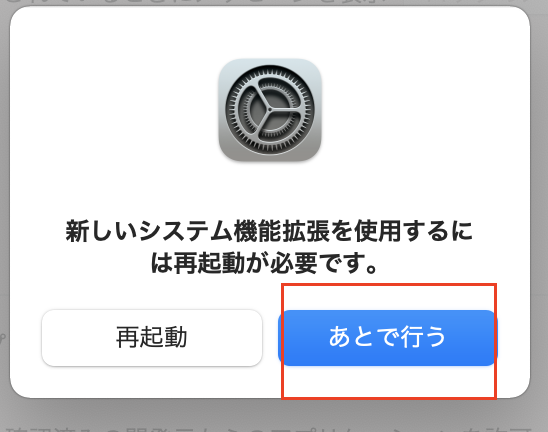 新しいシステム機能拡張を使用するに
は再起動が必要です。
再起動
あとで行う